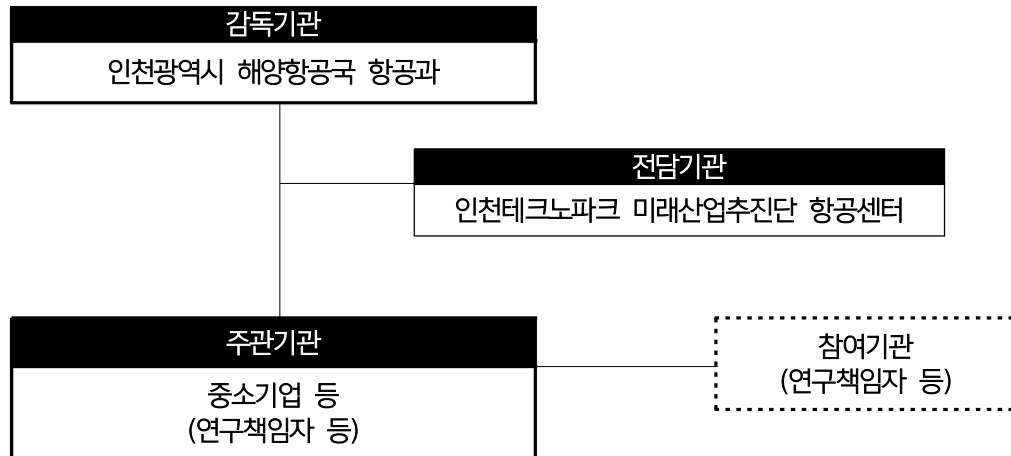 감독기관
인천광역시 해양항공국 항공과
전담기관
인천테크노파크 미래산업추진단 항공센터
주관기관
중소기업 등
(연구책임자 등)
참여기관
(연구책임자 등)